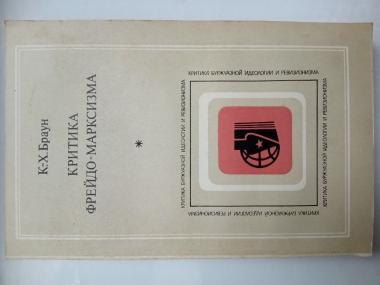 К.-Х. Браун
КРИТИКА
ФРЕЙДО-МАРКСИЗМА
*
КРИТИКА БУРЖУАЗНОЙ ИДЕОЛОГИИ И РЕВИЗИОНИЗМА
КРИТИКА БУРЖУАЗНОЙ ИДЕОЛОГИИ И РЕВИЗИОНИЗМА
КРИТИКА БУРЖУАЗНОЙ ИДЕОЛОГИИ И РЕВИЗИОНИЗМА
КРИТИКА БУРЖУАЗНОЙ ИДЕОЛОГИИ И РЕВИЗИОНИЗМА